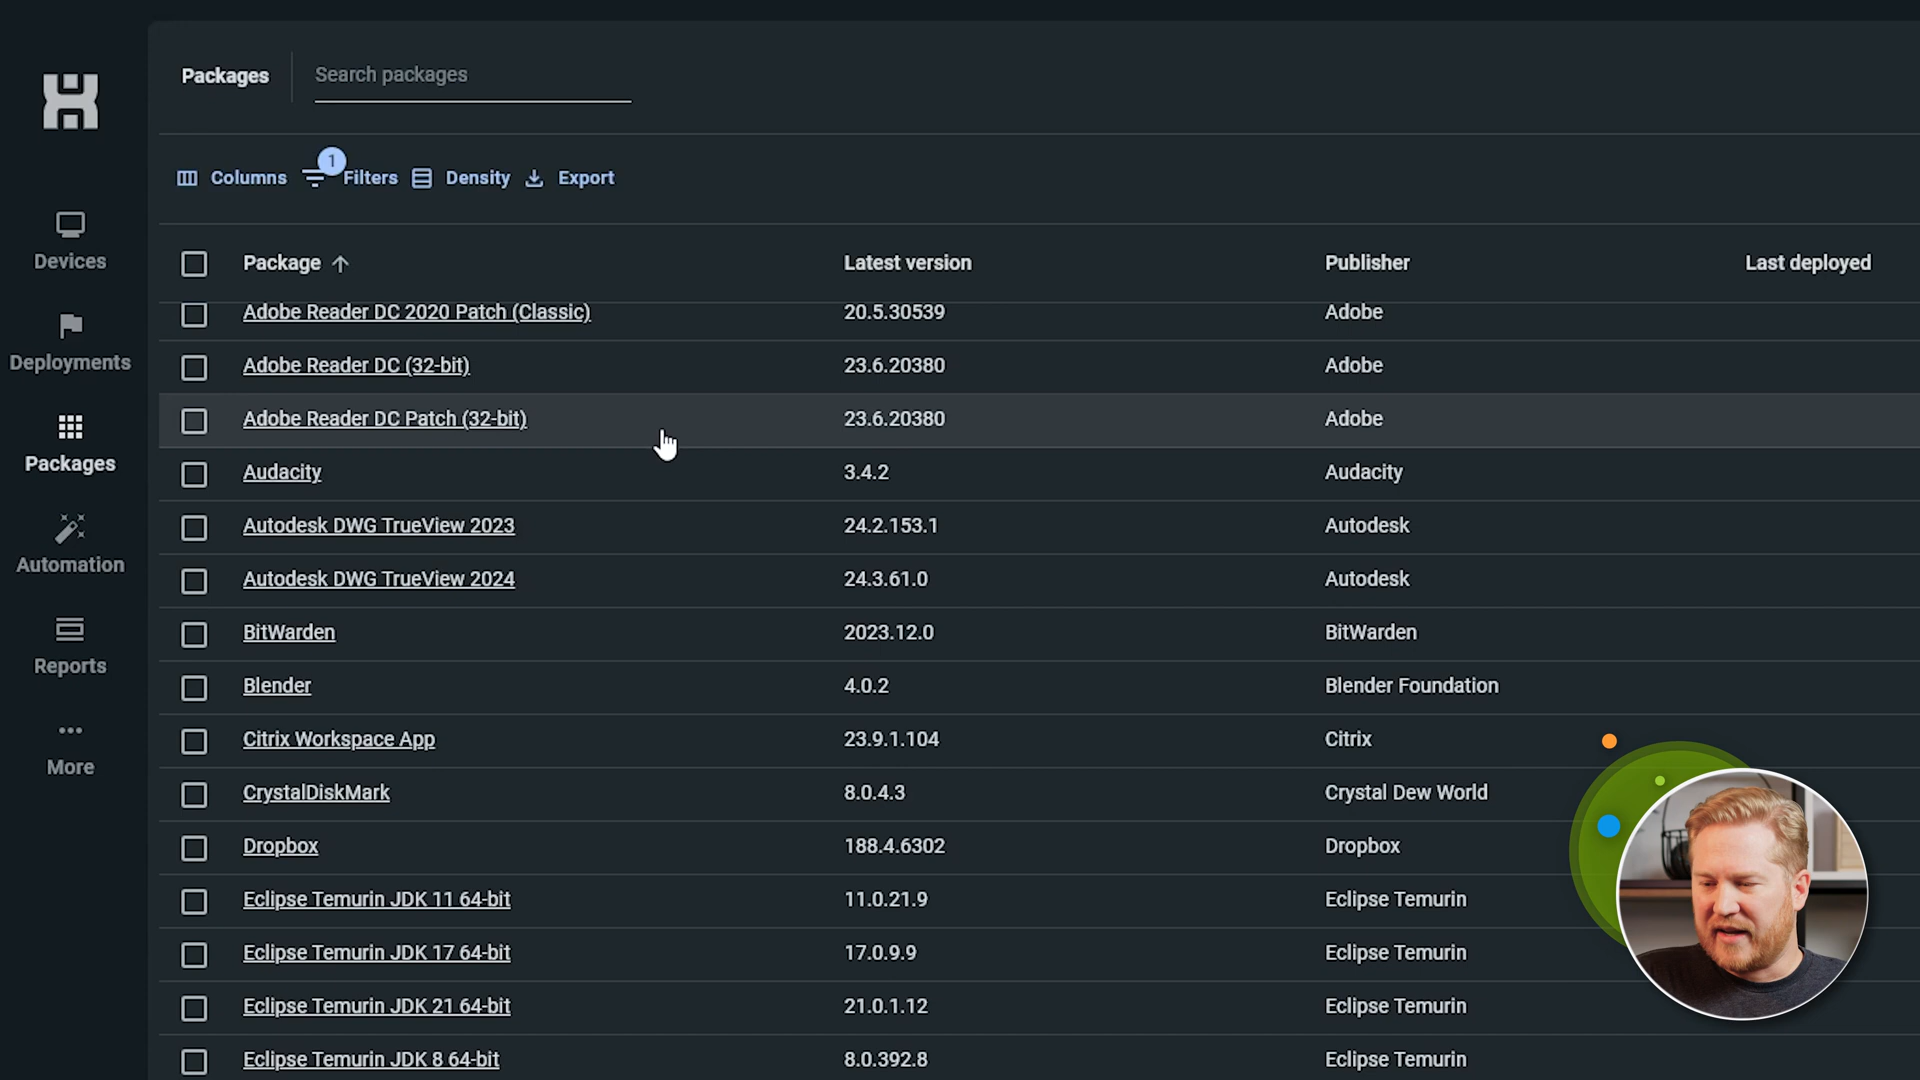 Packages
Search packages
Columns
1
Filters
Density
Export
Package
Latest version
Publisher
Last deployed
Adobe Reader DC 2020 Patch (Classic)
20.5.30539
Adobe
Adobe Reader DC (32-bit)
23.6.20380
Adobe
Adobe Reader DC Patch (32-bit)
23.6.20380
Adobe
Audacity
3.4.2
Audacity
Autodesk DWG TrueView 2023
24.2.153.1
Autodesk
Autodesk DWG TrueView 2024
24.3.61.0
Autodesk
BitWarden
2023.12.0
BitWarden
Blender
4.0.2
Blender Foundation
Citrix Workspace App
23.9.1.104
Citrix
CrystalDiskMark
8.0.4.3
Crystal Dew World
Dropbox
188.4.6302
Dropbox
Eclipse Temurin JDK 11 64-bit
11.0.21.9
Eclipse Temurin
Eclipse Temurin JDK 17 64-bit
17.0.9.9
Eclipse Temurin
Eclipse Temurin JDK 21 64-bit
21.0.1.12
Eclipse Temurin
Eclipse Temurin JDK 8 64-bit
8.0.392.8
Eclipse Temurin
Devices
Deployments
Packages
Automation
Reports
More